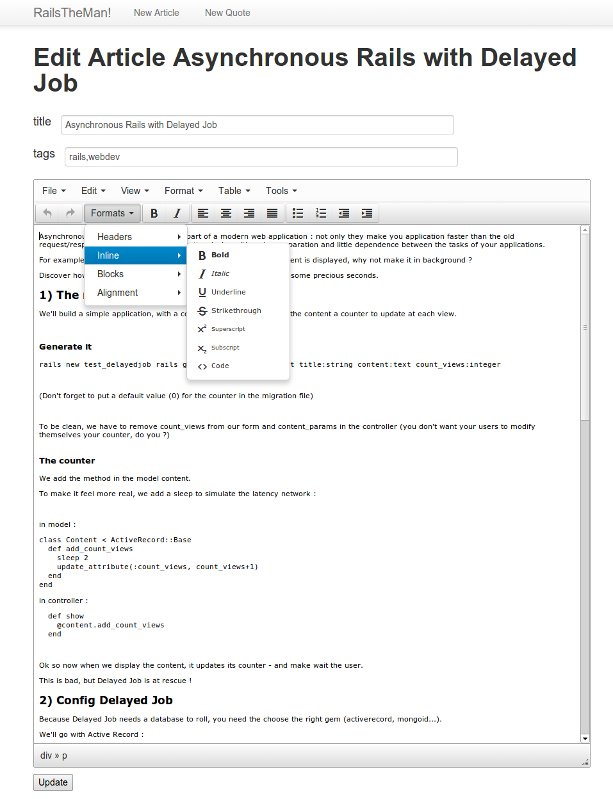 RailsTheMan! New Article New Quote
Edit Article Asynchronous Rails with Delayed
Job
title Asynchronous Rails with Delayed Job
tags rails,webdev
File Edit View Format Table Tools
Formats B I
Headers
Inline
Blocks
Alignment
Bold
Italic
Underline
Strikethrough
Superscript
Subscript
Code
Asynchronou part of a modern web application : not only they make you application faster than the old
request/resp paration and little dependence between the tasks of your applications.
For example ent is displayed, why not make it in background ?
Discover how some precious seconds.
1) The
We'll build a simple application, with a co the content a counter to update at each view.
Generate it
rails new test_delayedjob rails g t title:string content:text count_views:integer
(Don't forget to put a default value (0) for the counter in the migration file)
To be clean, we have to remove count_views from our form and content_params in the controller (you don't want your users to modify
themselves your counter, do you ?)
The counter
We add the method in the model content.
To make it feel more real, we add a sleep to simulate the latency network :
in model :
class Content < ActiveRecord::Base
def add_count_views
sleep 2
update_attribute(:count_views, count_views+1)
end
end
in controller :
def show
@content.add_count_views
end
Ok so now when we display the content, it updates its counter - and make wait the user.
This is bad, but Delayed Job is at rescue !
2) Config Delayed Job
Because Delayed Job needs a database to roll, you need the choose the right gem (activerecord, mongoid...).
We'll go with Active Record :
div » p
Update